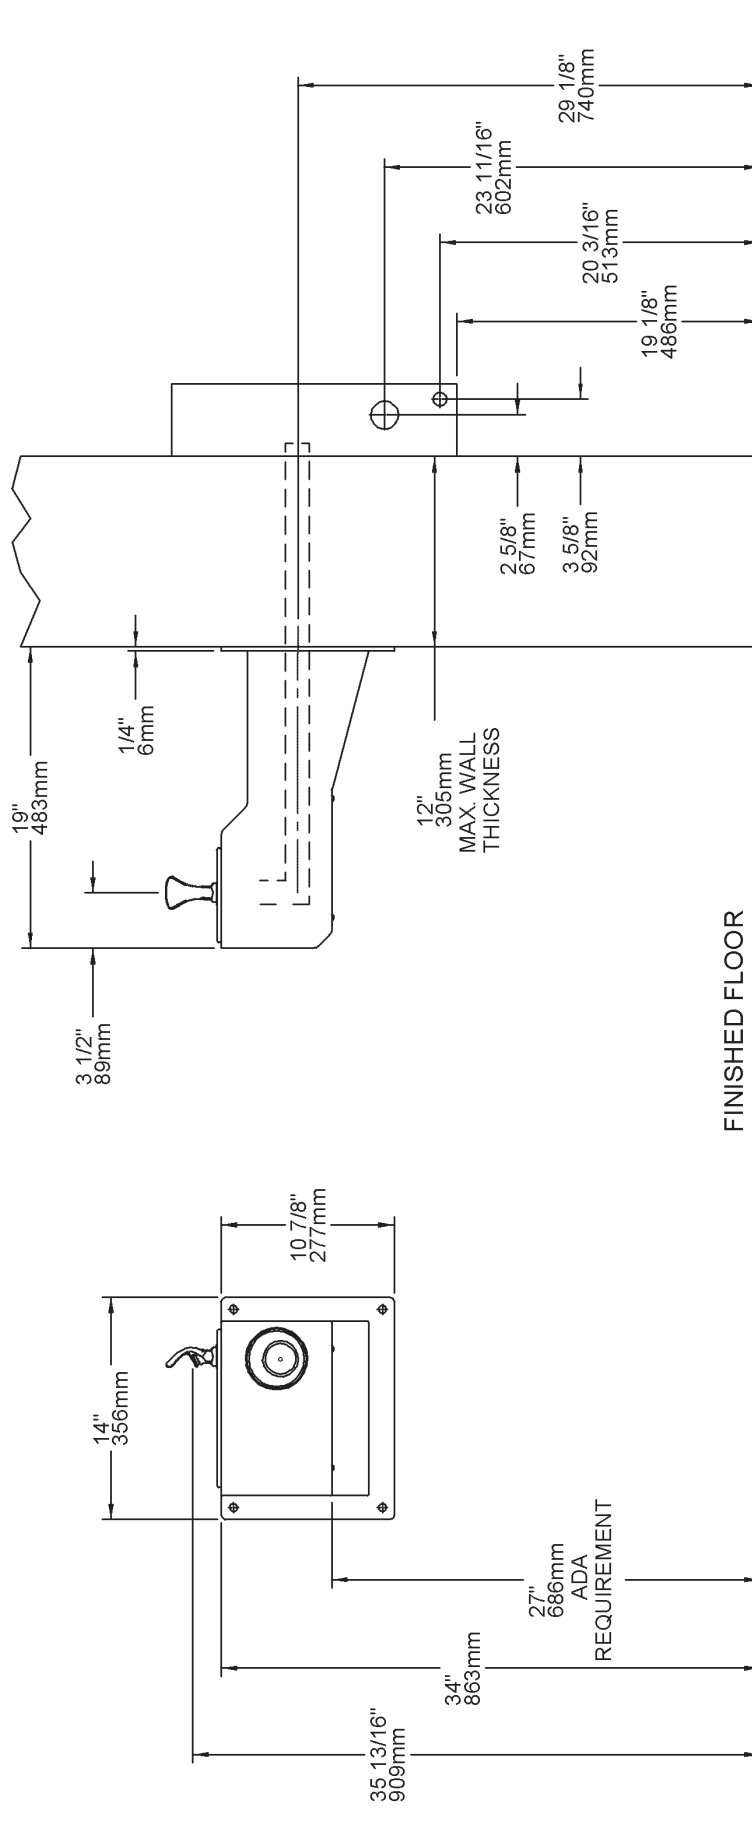 35 13/16"
909mm
34"
863mm
27"
686mm
ADA
REQUIREMENT
14"
356mm
10 7/8"
277mm
FINISHED FLOOR
3 1/2"
89mm
19"
483mm
1/4"
6mm
12"
305mm
MAX. WALL
THICKNESS
2 5/8"
67mm
3 5/8"
92mm
19 1/8"
486mm
20 3/16"
513mm
23 11/16"
602mm
29 1/8"
740mm